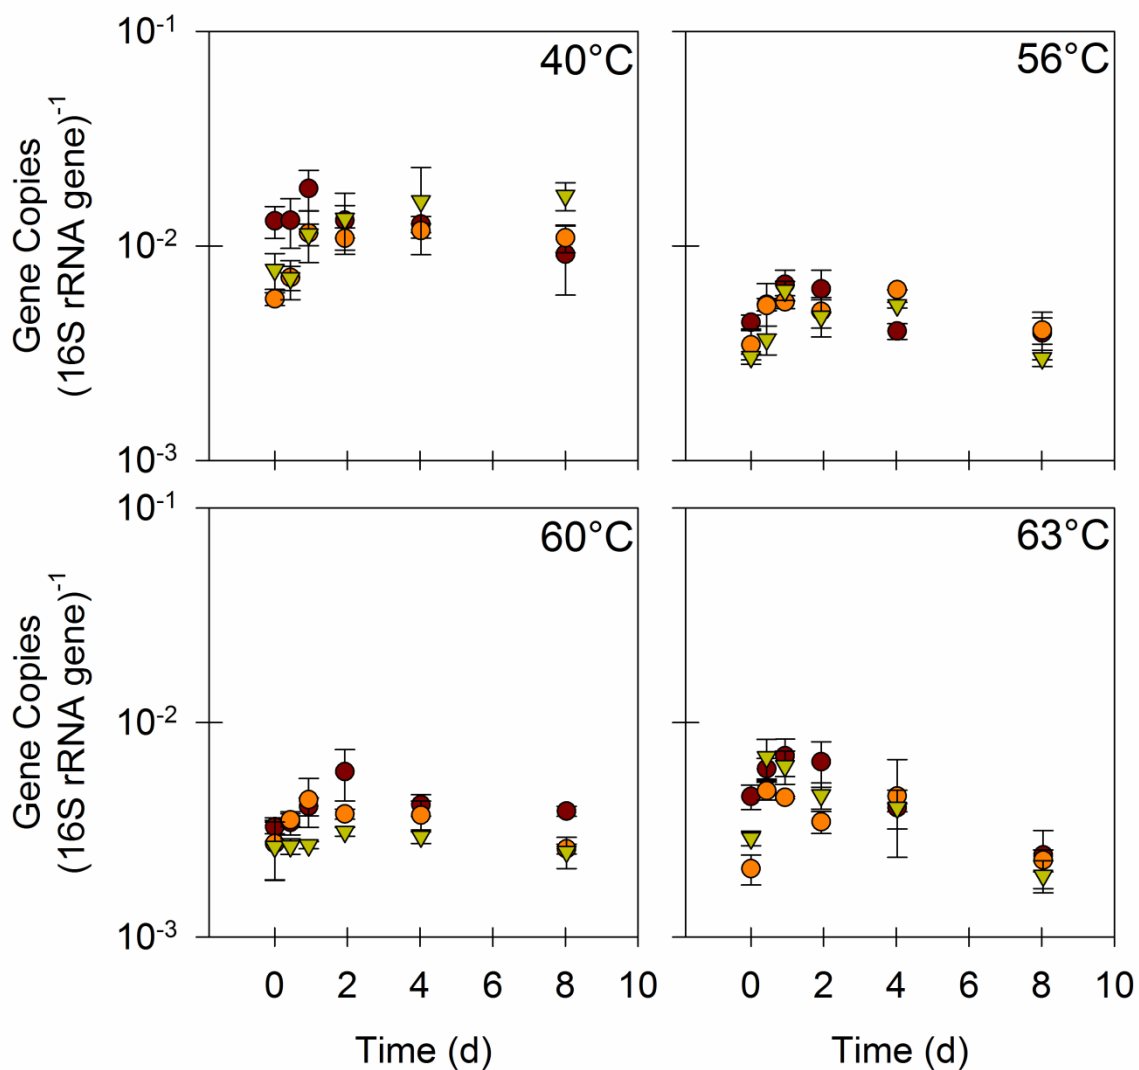 10-1
40°C
56°C
Gene Copies
(16S rRNA gene)-1
10-2
10-3
10-1
60°C
63°C
Gene Copies
(16S rRNA gene)-1
10-2
10-3
0 2 4 6 8 10
0 2 4 6 8 10
Time (d)
Time (d)